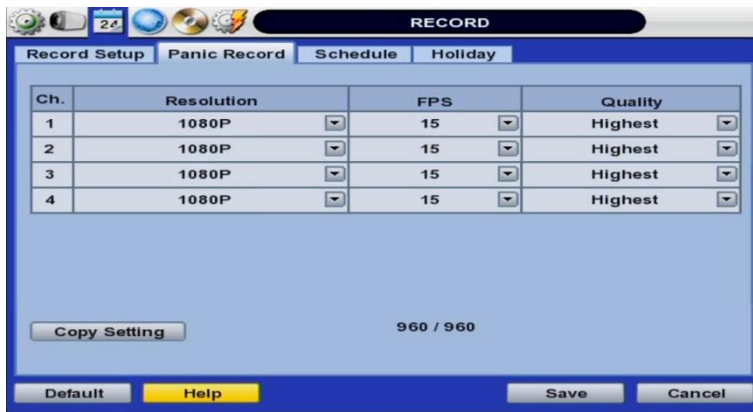 24
RECORD
Record Setup Panic Record Schedule Holiday
Ch. Resolution FPS Quality
1 1080P 15 Highest
2 1080P 15 Highest
3 1080P 15 Highest
4 1080P 15 Highest
Copy Setting 960 / 960
Default Help Save Cancel